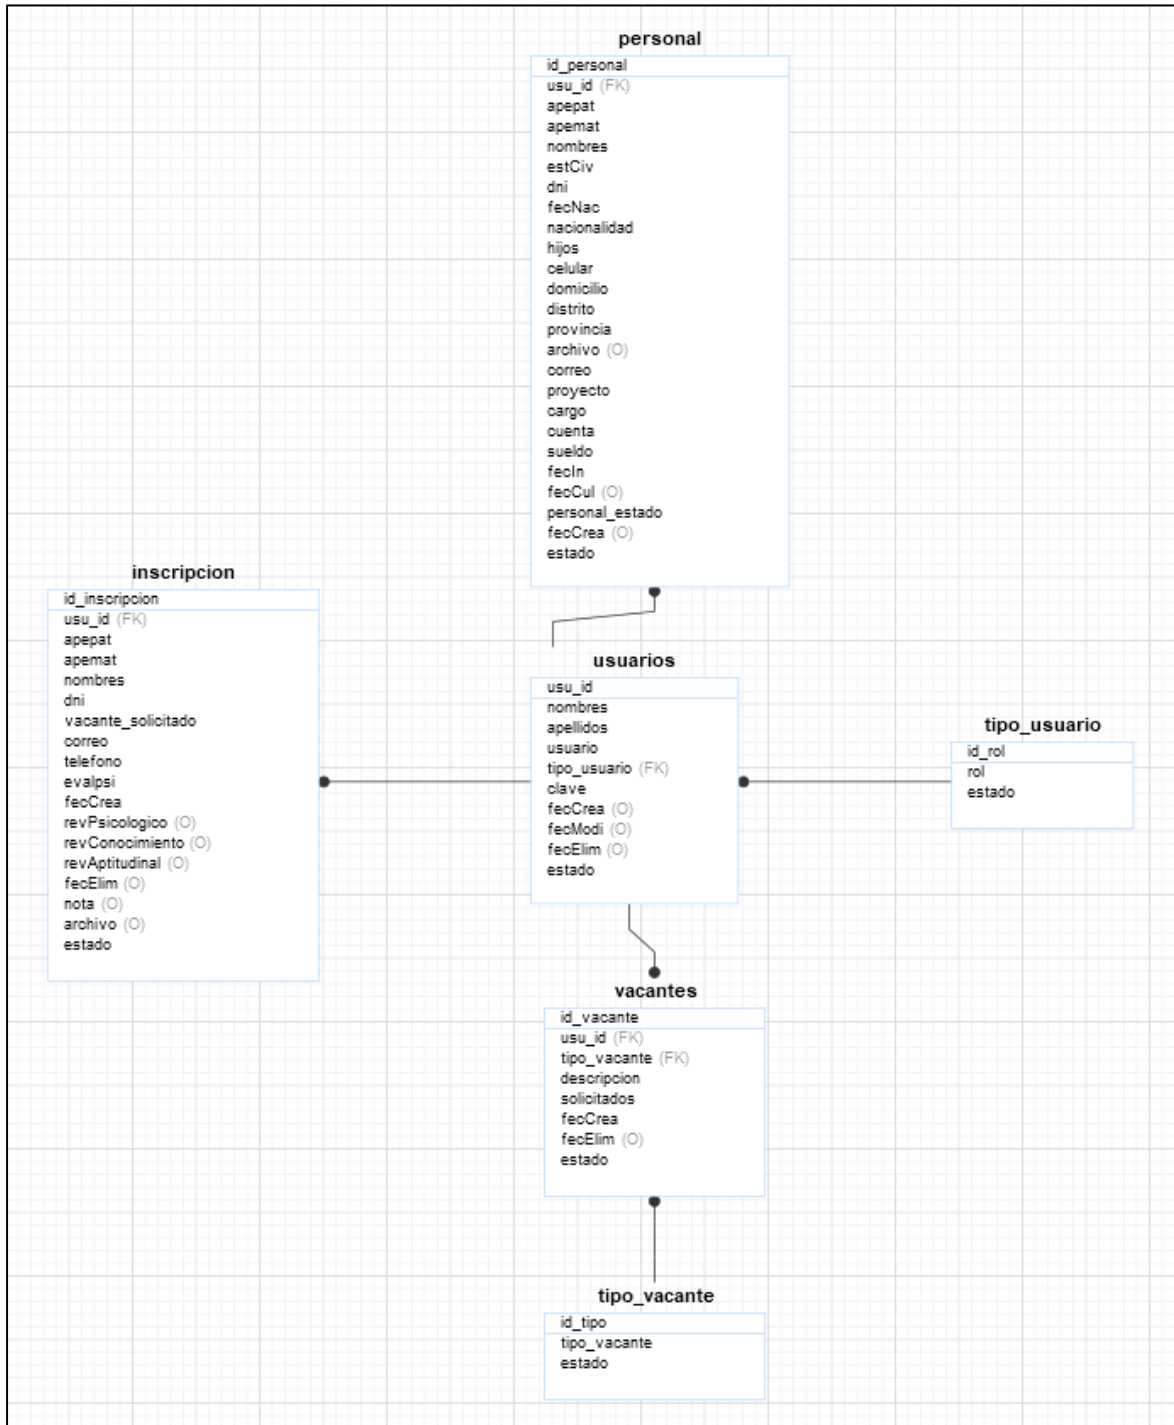 personal
id_personal
usu_id (FK)
apepat
apemat
nombres
estCiv
dni
fecNac
nacionalidad
hijos
celular
domicilio
distrito
provincia
archivo (O)
correo
proyecto
cargo
cuenta
sueldo
fecIn
fecCul (O)
personal_estado
fecCrea (O)
estado
inscripcion
id_inscripcion
usu_id (FK)
apepat
apemat
nombres
dni
vacante_solicitado
correo
telefono
evalpsi
fecCrea
revPsicologico (O)
revConocimiento (O)
revAptitudinal (O)
fecElim (O)
nota (O)
archivo (O)
estado
usuarios
usu_id
nombres
apellidos
usuario
tipo_usuario (FK)
clave
fecCrea (O)
fecModi (O)
fecElim (O)
estado
tipo_usuario
id_rol
rol
estado
vacantes
id_vacante
usu_id (FK)
tipo_vacante (FK)
descripcion
solicitados
fecCrea
fecElim (O)
estado
tipo_vacante
id_tipo
tipo_vacante
estado